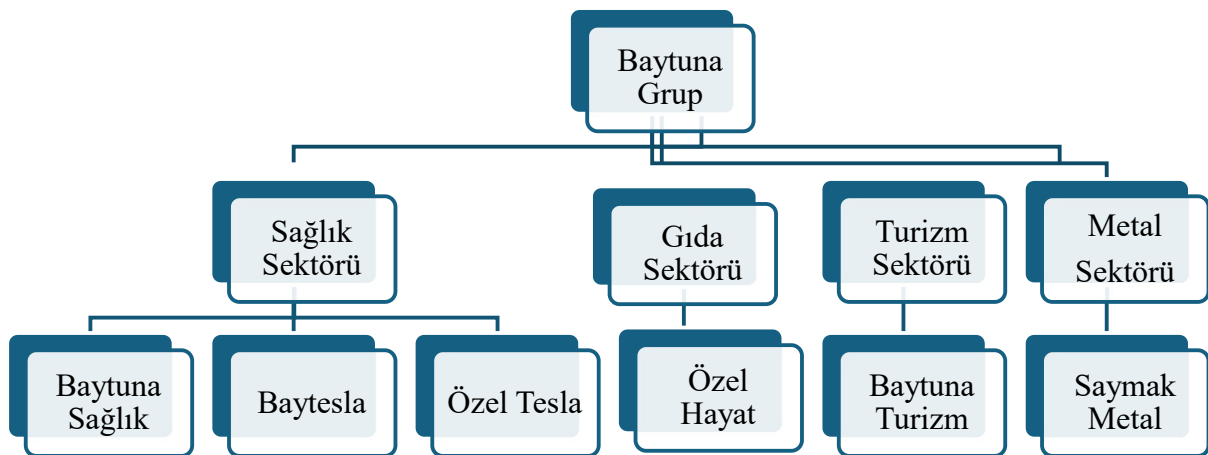 Baytuna
Grup
Sağlık
Sektörü
Gıda
Sektörü
Turizm
Sektörü
Metal
Sektörü
Baytuna
Sağlık
Baytesla
Özel Tesla
Özel
Hayat
Baytuna
Turizm
Saymak
Metal